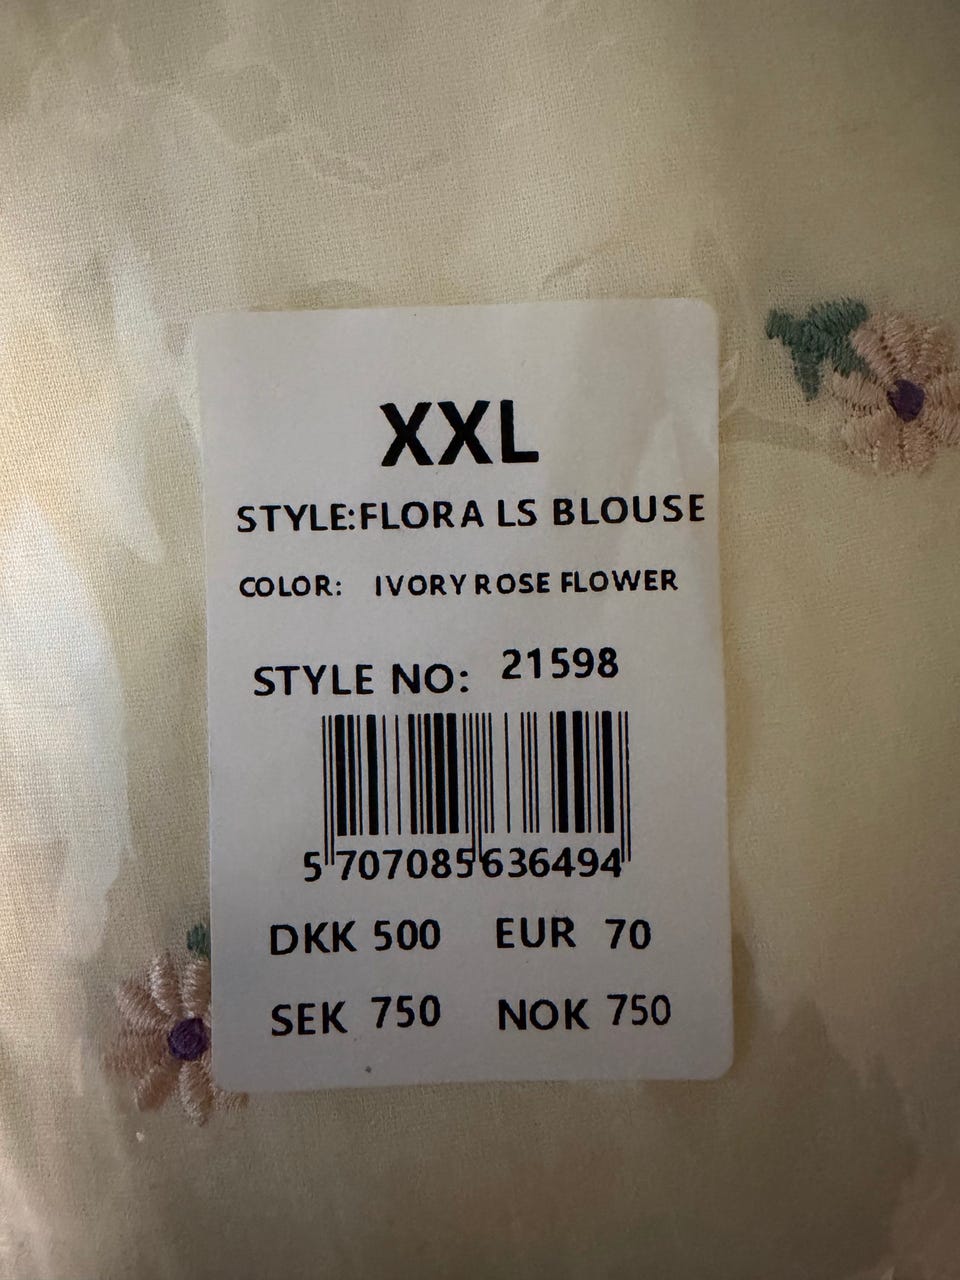 XXL
STYLE:FLORA LS BLOUSE
COLOR: IVORY ROSE FLOWER
STYLE NO: 21598
5 707085 636494
DKK 500 EUR 70
SEK 750 NOK 750